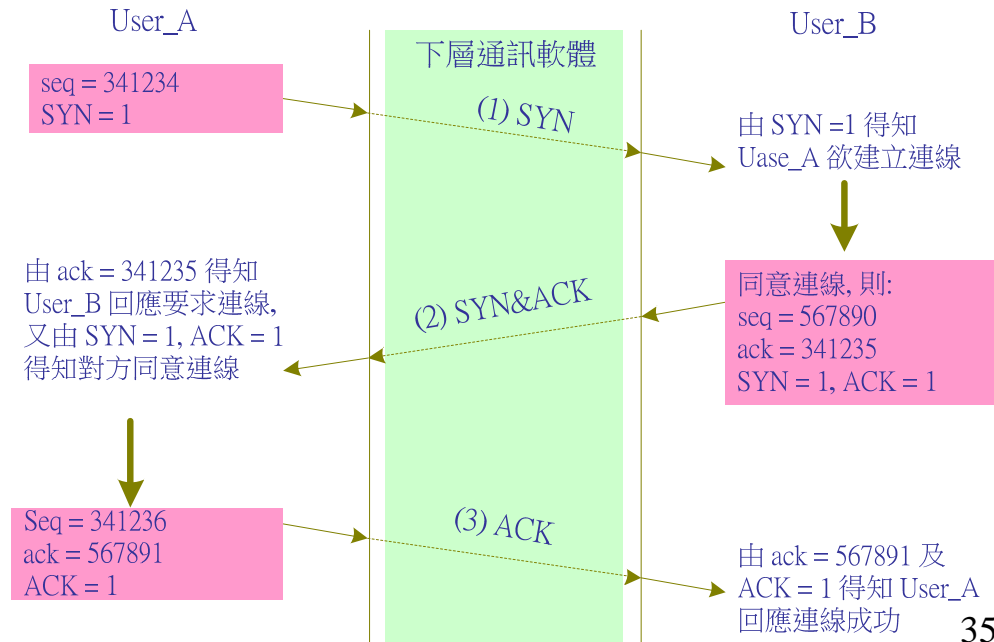 User_A
User_B
下層通訊軟體
seq = 341234
SYN = 1
(1) SYN
由 SYN =1 得知
Uase_A 欲建立連線
同意連線, 則:
seq = 567890
ack = 341235
SYN = 1, ACK = 1
(2) SYN&ACK
由 ack = 341235 得知
User_B 回應要求連線,
又由 SYN = 1, ACK = 1
得知對方同意連線
Seq = 341236
ack = 567891
ACK = 1
(3) ACK
由 ack = 567891 及
ACK = 1 得知 User_A
回應連線成功
35